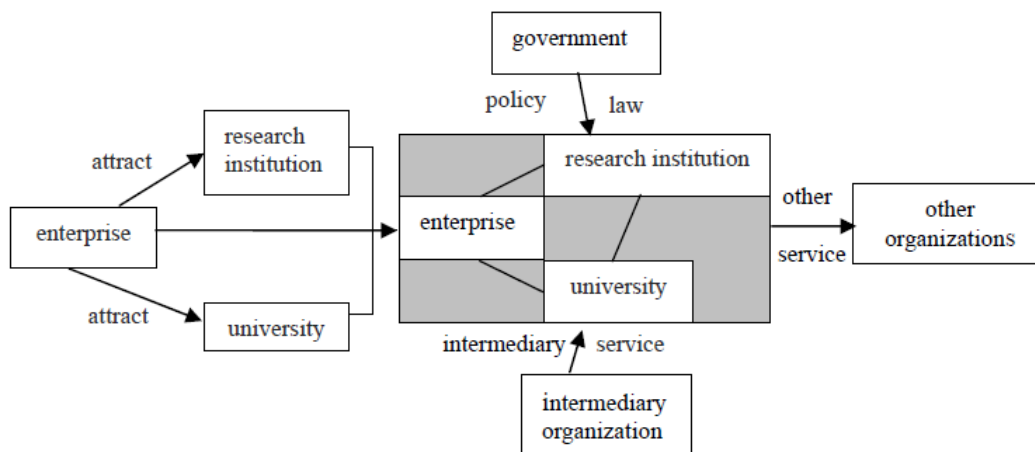 government
policy law
research
institution
attract
research institution
enterprise
enterprise
other
other
organizations
service
university
attract
university
intermediary service
intermediary
organization